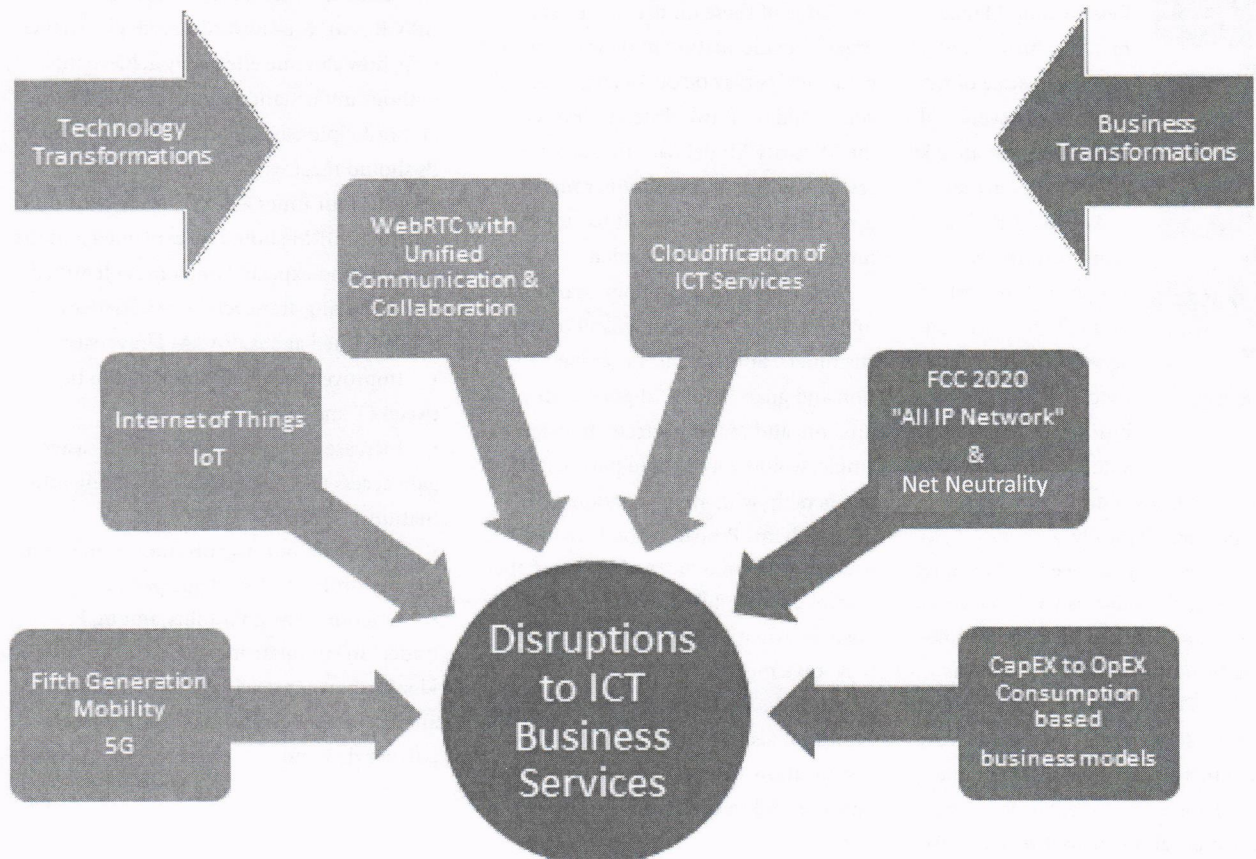 Technology
Transformations
Business
Transformations
WebRTC with
Unified
Communication &
Collaboration
Cloudification of
ICT Services
Internet of Things
IoT
FCC 2020
"All IP Network"
&
Net Neutrality
Fifth Generation
Mobility
5G
CapEX to OpEX
Consumption
based
business models
Disruptions
to ICT
Business
Services